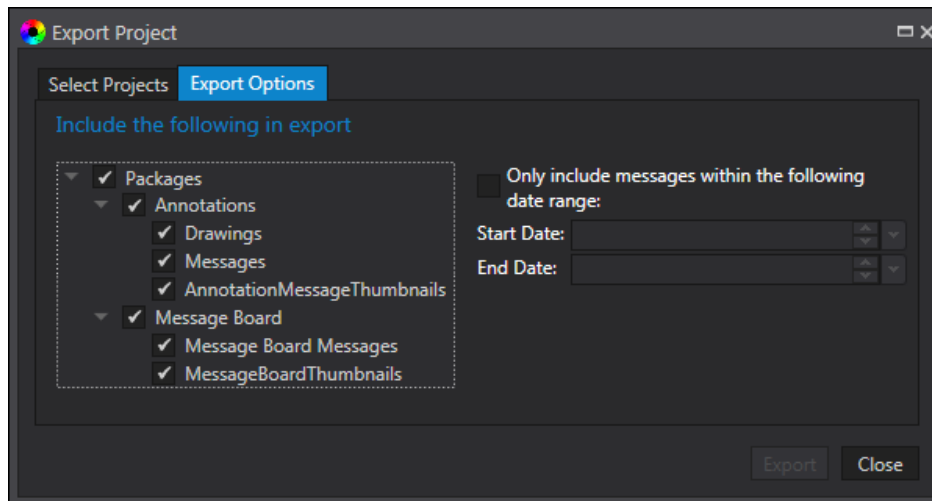 Export Project
Select Projects
Export Options
Include the following in export
Packages
Annotations
Drawings
Messages
AnnotationMessageThumbnails
Message Board
Message Board Messages
MessageBoardThumbnails
Only include messages within the following
date range:
Start Date:
End Date:
Export
Close